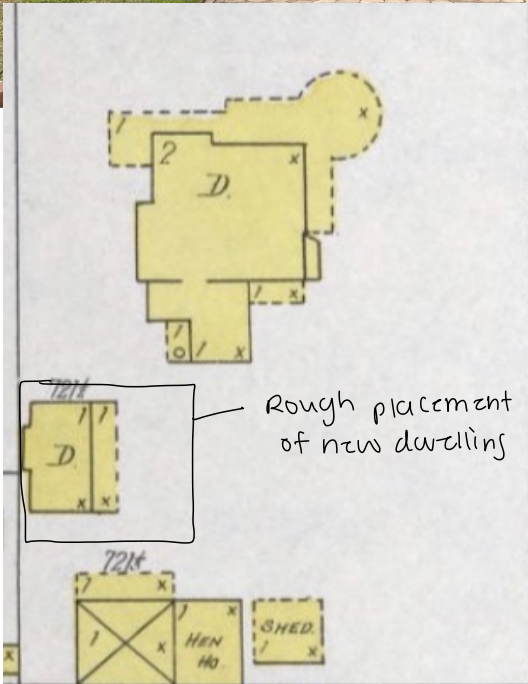 1
x
2
x
D.
1 x
1
o 1 x
721½
1 1
D.
x x
Rough placement
of new dwelling
721½
1 x
1 x
1 x
HEN
HO.
SHED.
1 x
x